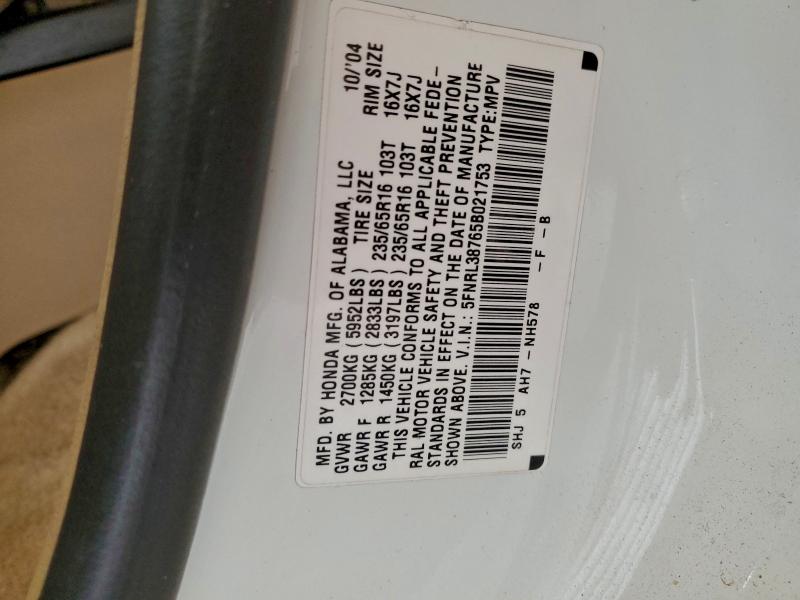 MFD. BY HONDA MFG. OF ALABAMA, LLC 10/'04
GVWR 2700KG (5952LBS) TIRE SIZE RIM SIZE
GAWR F 1285KG (2833LBS) 235/65R16 103T 16X7J
GAWR R 1450KG (3197LBS) 235/65R16 103T 16X7J
THIS VEHICLE CONFORMS TO ALL APPLICABLE FEDE-
RAL MOTOR VEHICLE SAFETY AND THEFT PREVENTION
STANDARDS IN EFFECT ON THE DATE OF MANUFACTURE
SHOWN ABOVE. V.I.N.: 5FNRL38765B021753 TYPE:MPV
SHJ 5 AH7 -NH578 -F -B